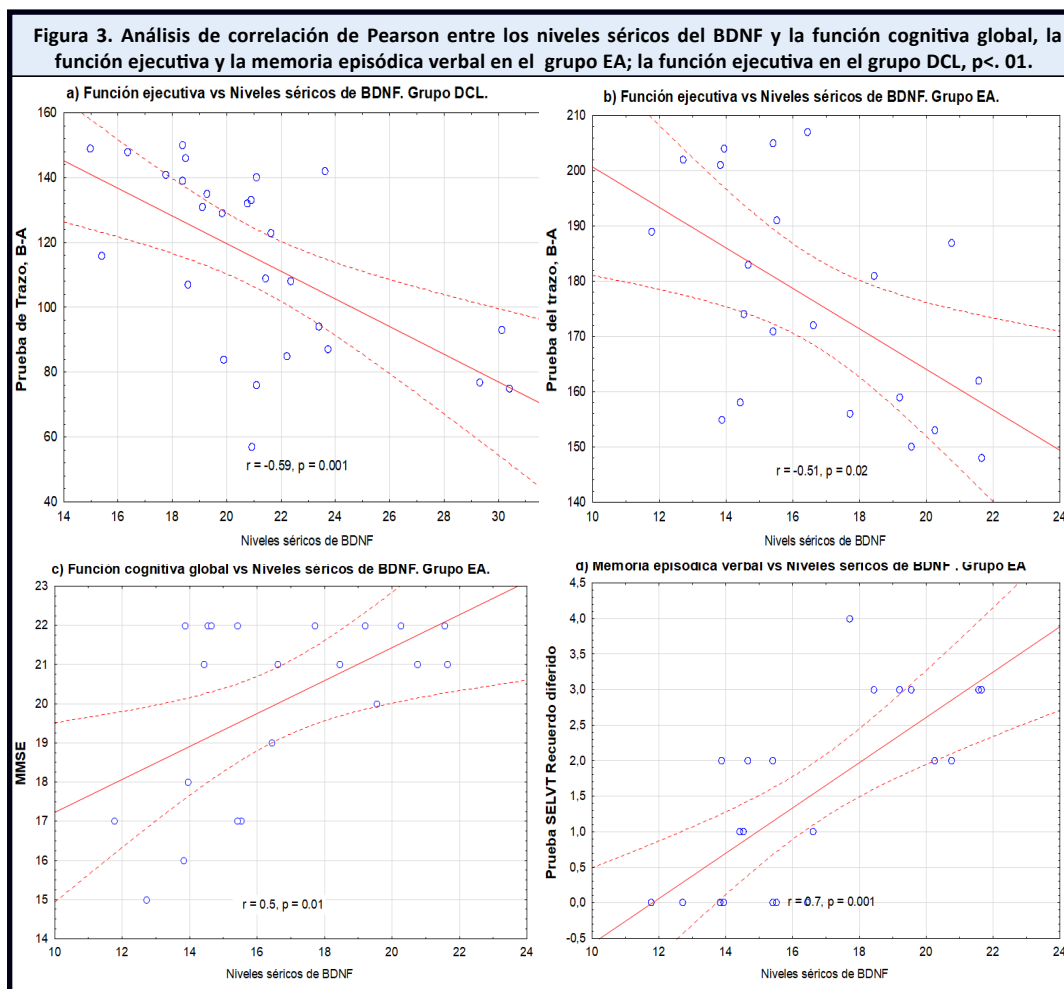 Figura 3. Análisis de correlación de Pearson entre los niveles séricos del BDNF y la función cognitiva global, la
función ejecutiva y la memoria episódica verbal en el grupo EA; la función ejecutiva en el grupo DCL, p<. 01.
a) Función ejecutiva vs Niveles séricos de BDNF. Grupo DCL.
160
140
120
100
80
60
40
Prueba de Trazo, B-A
r = -0.59, p = 0.001
14 16 18 20 22 24 26 28 30
Niveles séricos de BDNF
b) Función ejecutiva vs Niveles séricos de BDNF. Grupo EA.
210
200
190
180
170
160
150
140
Prueba del trazo, B-A
r = -0.51, p = 0.02
10 12 14 16 18 20 22 24
Niveles séricos de BDNF
c) Función cognitiva global vs Niveles séricos de BDNF. Grupo EA.
23
22
21
20
19
18
17
16
15
14
MMSE
r = 0.5, p = 0.01
10 12 14 16 18 20 22 24
Niveles séricos de BDNF
d) Memoria episódica verbal vs Niveles séricos de BDNF . Grupo EA
4,5
4,0
3,5
3,0
2,5
2,0
1,5
1,0
0,5
0,0
-0,5
Prueba SELVT Recuerdo diferido
r = 0.7, p = 0.001
10 12 14 16 18 20 22 24
Niveles séricos de BDNF